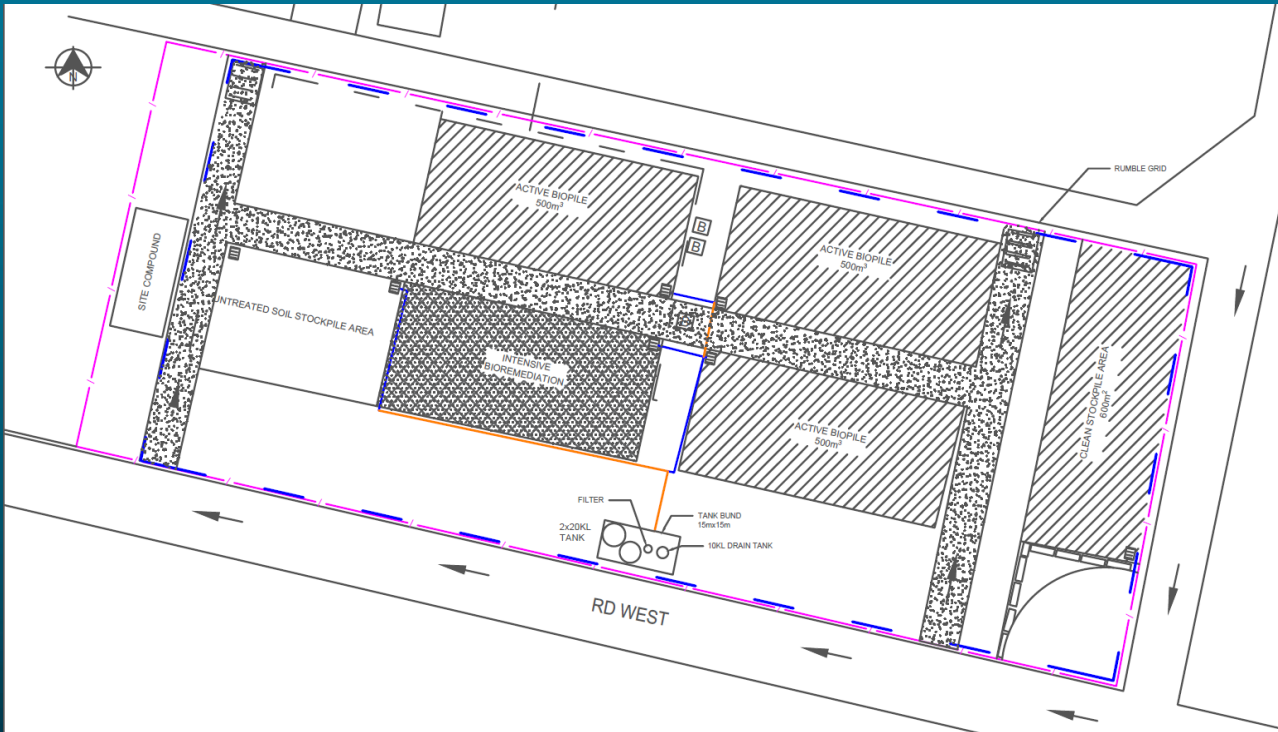 N
RUMBLE GRID
ACTIVE BIOPILE
500m³
B
B
ACTIVE BIOPILE
500m³
SITE COMPOUND
UNTREATED SOIL STOCKPILE AREA
INTENSIVE
BIOREMEDIATION
CLEAN STOCKPILE AREA
600m³
ACTIVE BIOPILE
500m³
FILTER
TANK BUND
15mx15m
2x20KL
TANK
10KL DRAIN TANK
RD WEST